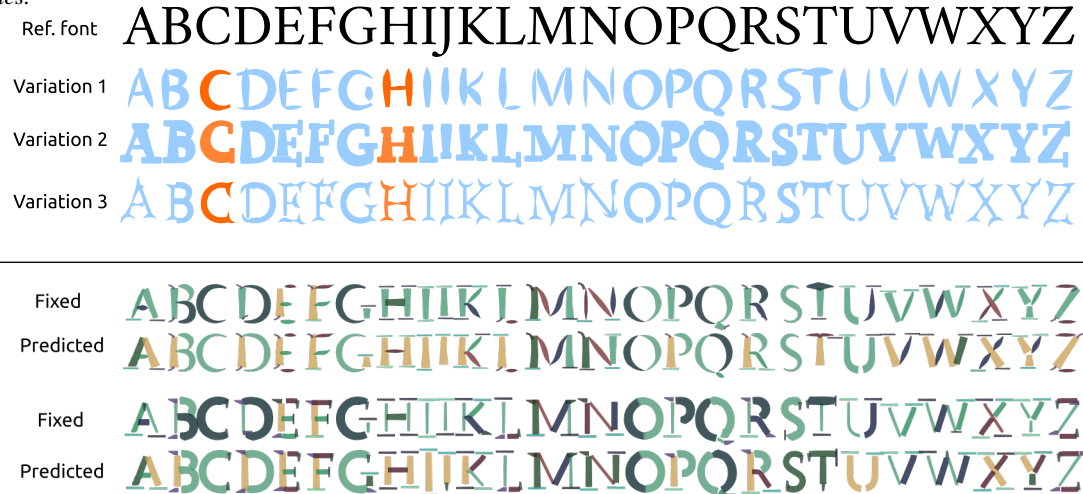 Ref. font ABCDEFGHIJKLMNOPQRSTUVWXYZ
Variation 1 ABCDEFGHIJKLMNOPQRSTUVWXYZ
Variation 2 ABCDEFGHIJKLMNOPQRSTUVWXYZ
Variation 3 ABCDEFGHIJKLMNOPQRSTUVWXYZ
Fixed ABCDEFGHIJKLMNOPQRSTUVWXYZ
Predicted ABCDEFGHIJKLMNOPQRSTUVWXYZ
Fixed ABCDEFGHIJKLMNOPQRSTUVWXYZ
Predicted ABCDEFGHIJKLMNOPQRSTUVWXYZ